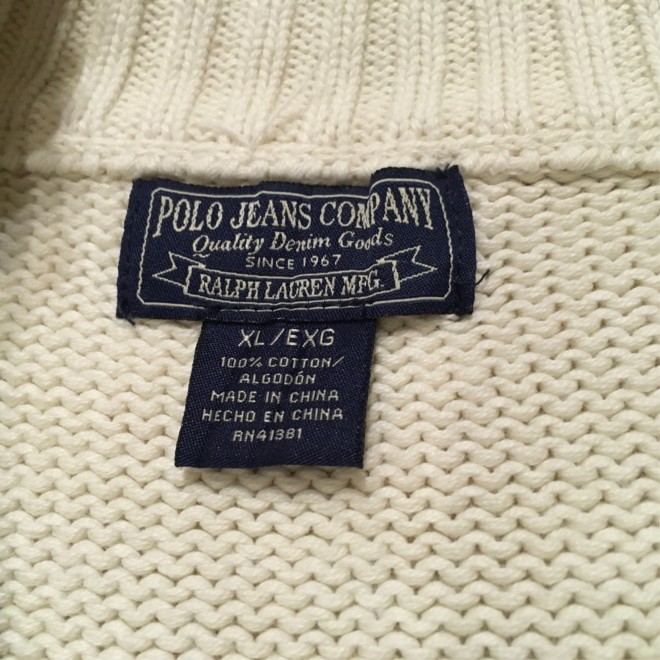 POLO JEANS COMPANY
Quality Denim Goods
SINCE 1967
RALPH LAUREN MFG.
XL/EXG
100% COTTON/
ALGODÓN
MADE IN CHINA
HECHO EN CHINA
RN41381